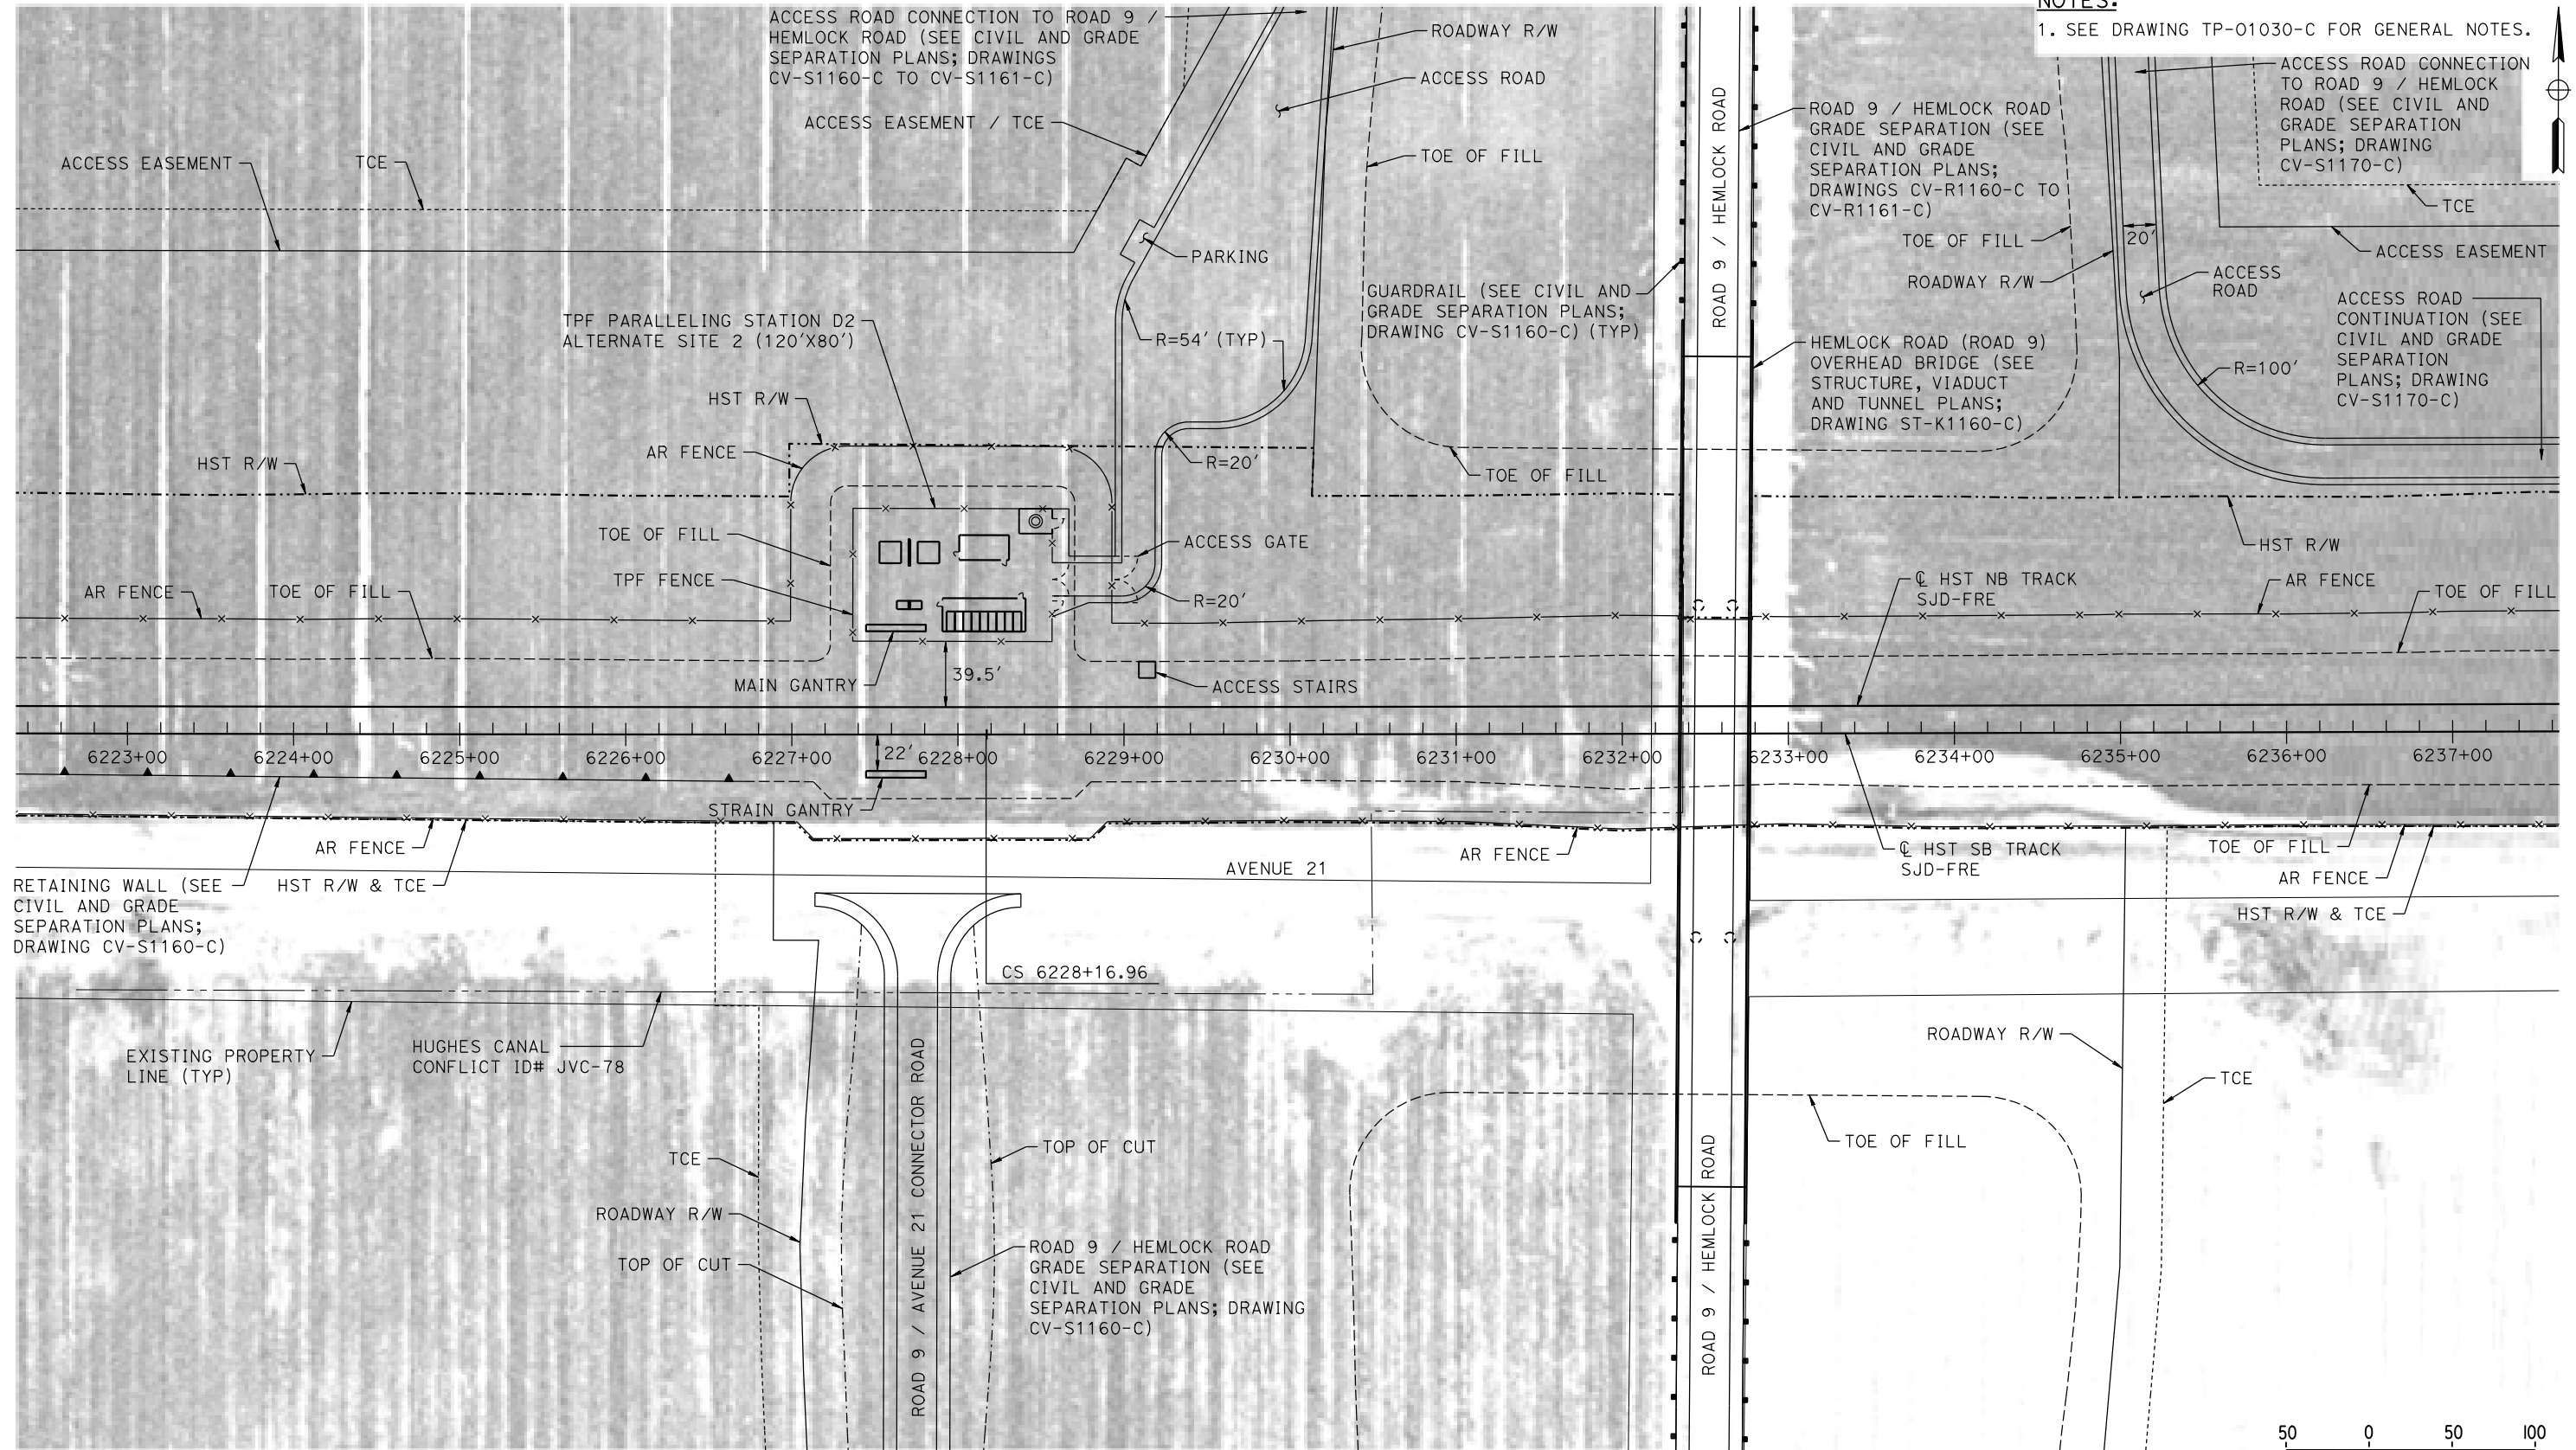 ACCESS ROAD CONNECTION TO ROAD 9 /
HEMLOCK ROAD (SEE CIVIL AND GRADE
SEPARATION PLANS; DRAWINGS
CV-S1160-C TO CV-S1161-C)
ROADWAY R/W
ACCESS ROAD
NOTES:
1. SEE DRAWING TP-01030-C FOR GENERAL NOTES.
ACCESS ROAD CONNECTION
TO ROAD 9 / HEMLOCK
ROAD (SEE CIVIL AND
GRADE SEPARATION
PLANS; DRAWING
CV-S1170-C)
ACCESS EASEMENT / TCE
ACCESS EASEMENT
TCE
TOE OF FILL
ROAD 9 / HEMLOCK ROAD
ROAD 9 / HEMLOCK ROAD
GRADE SEPARATION (SEE
CIVIL AND GRADE
SEPARATION PLANS;
DRAWINGS CV-R1160-C TO
CV-R1161-C)
TCE
TOE OF FILL
20'
ACCESS EASEMENT
ROADWAY R/W
ACCESS
ROAD
PARKING
GUARDRAIL (SEE CIVIL AND
GRADE SEPARATION PLANS;
DRAWING CV-S1160-C) (TYP)
ACCESS ROAD
CONTINUATION (SEE
CIVIL AND GRADE
SEPARATION
PLANS; DRAWING
CV-S1170-C)
TPF PARALLELING STATION D2
ALTERNATE SITE 2 (120'X80')
R=54' (TYP)
HEMLOCK ROAD (ROAD 9)
OVERHEAD BRIDGE (SEE
STRUCTURE, VIADUCT
AND TUNNEL PLANS;
DRAWING ST-K1160-C)
R=100'
HST R/W
AR FENCE
HST R/W
R=20'
TOE OF FILL
TOE OF FILL
ACCESS GATE
HST R/W
TPF FENCE
AR FENCE
TOE OF FILL
R=20'
℄ HST NB TRACK
SJD-FRE
AR FENCE
TOE OF FILL
MAIN GANTRY
39.5'
ACCESS STAIRS
22'
6223+00
6224+00
6225+00
6226+00
6227+00
6228+00
6229+00
6230+00
6231+00
6232+00
6233+00
6234+00
6235+00
6236+00
6237+00
STRAIN GANTRY
AR FENCE
AVENUE 21
AR FENCE
℄ HST SB TRACK
SJD-FRE
TOE OF FILL
AR FENCE
HST R/W & TCE
RETAINING WALL (SEE
CIVIL AND GRADE
SEPARATION PLANS;
DRAWING CV-S1160-C)
HST R/W & TCE
CS 6228+16.96
EXISTING PROPERTY
LINE (TYP)
HUGHES CANAL
CONFLICT ID# JVC-78
ROADWAY R/W
TCE
TOE OF FILL
TCE
TOP OF CUT
ROADWAY R/W
TOP OF CUT
ROAD 9 / AVENUE 21 CONNECTOR ROAD
ROAD 9 / HEMLOCK ROAD
GRADE SEPARATION (SEE
CIVIL AND GRADE
SEPARATION PLANS; DRAWING
CV-S1160-C)
ROAD 9 / HEMLOCK ROAD
50 0 50 100